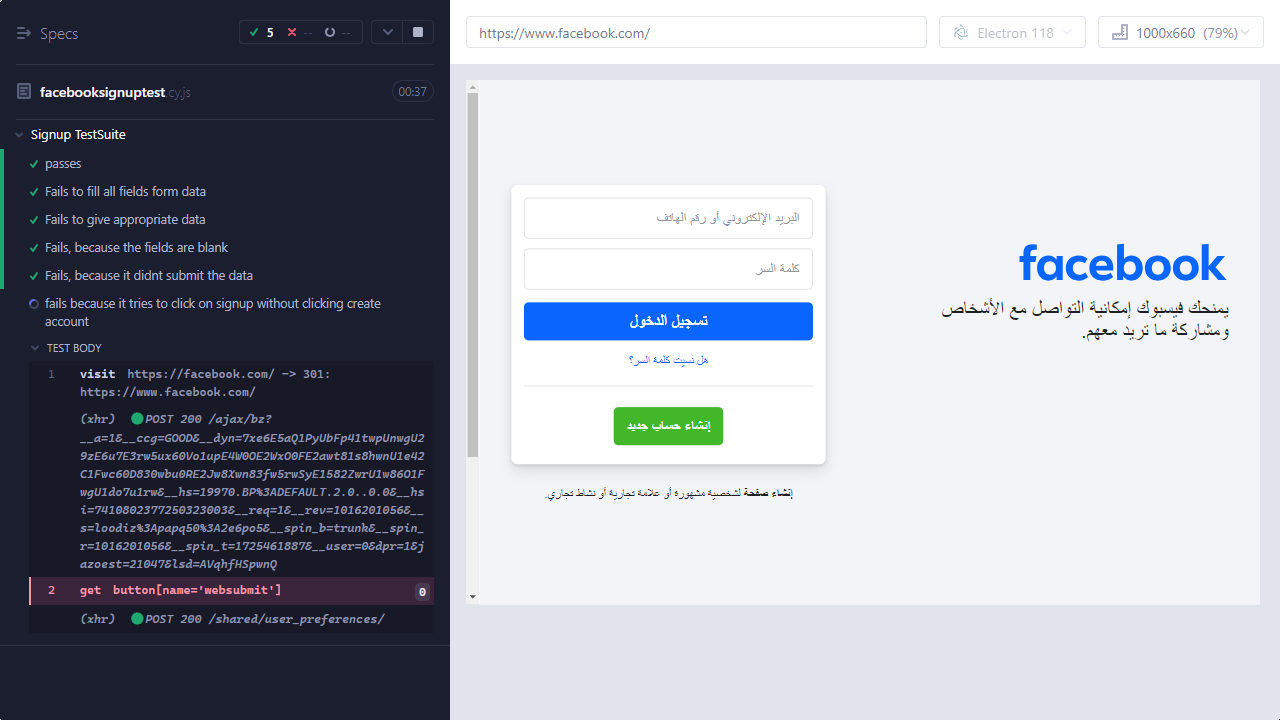 Specs
5 -- --
facebooksignuptest cy.js
00:37
Signup TestSuite
passes
Fails to fill all fields form data
Fails to give appropriate data
Fails, because the fields are blank
Fails, because it didnt submit the data
fails because it tries to click on signup without clicking create
account
TEST BODY
1 visit https://facebook.com/ -> 301:
https://www.facebook.com/
(xhr) POST 200 /ajax/bz?
__a=1&__ccg=GOOD&__dyn=7xe6E5aQ1PyUbFp41twpUnwgU2
9zE6u7E3rw5ux60Vo1upE4W0OE2WxO0FE2awt81s8hwnU1e42
C1Fwc60D830wbu0RE2Jw8Xwn83fw5rwSyE1582ZwrU1w86O1F
wgU1do7u1rw&__hs=19970.BP%3ADEFAULT.2.0..0.0&__hs
i=7410802377250323003&__req=1&__rev=1016201056&__
s=loodiz%3Apapq50%3A2e6po5&__spin_b=trunk&__spin_
r=1016201056&__spin_t=1725461887&__user=0&dpr=1&j
azoest=21047&lsd=AVqhfHSpwnQ
2 get button[name='websubmit'] 0
(xhr) POST 200 /shared/user_preferences/
https://www.facebook.com/
Electron 118
1000x660 (79%)
البريد الإلكتروني أو رقم الهاتف
كلمة السر
تسجيل الدخول
هل نسيت كلمة السر؟
إنشاء حساب جديد
إنشاء صفحة لشخصية مشهورة أو علامة تجارية أو نشاط تجاري.
facebook
يمنحك فيسبوك إمكانية التواصل مع الأشخاص
ومشاركة ما تريد معهم.